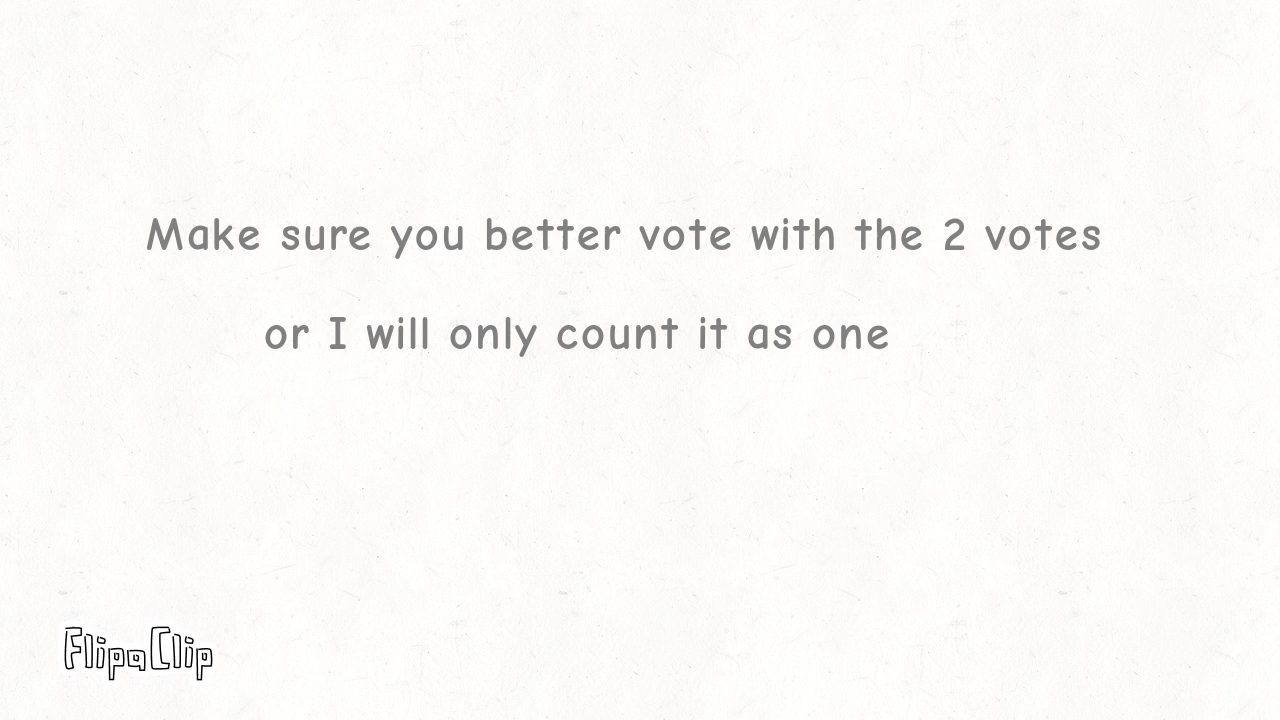 Make sure you better vote with the 2 votes
or I will only count it as one
FlipaClip